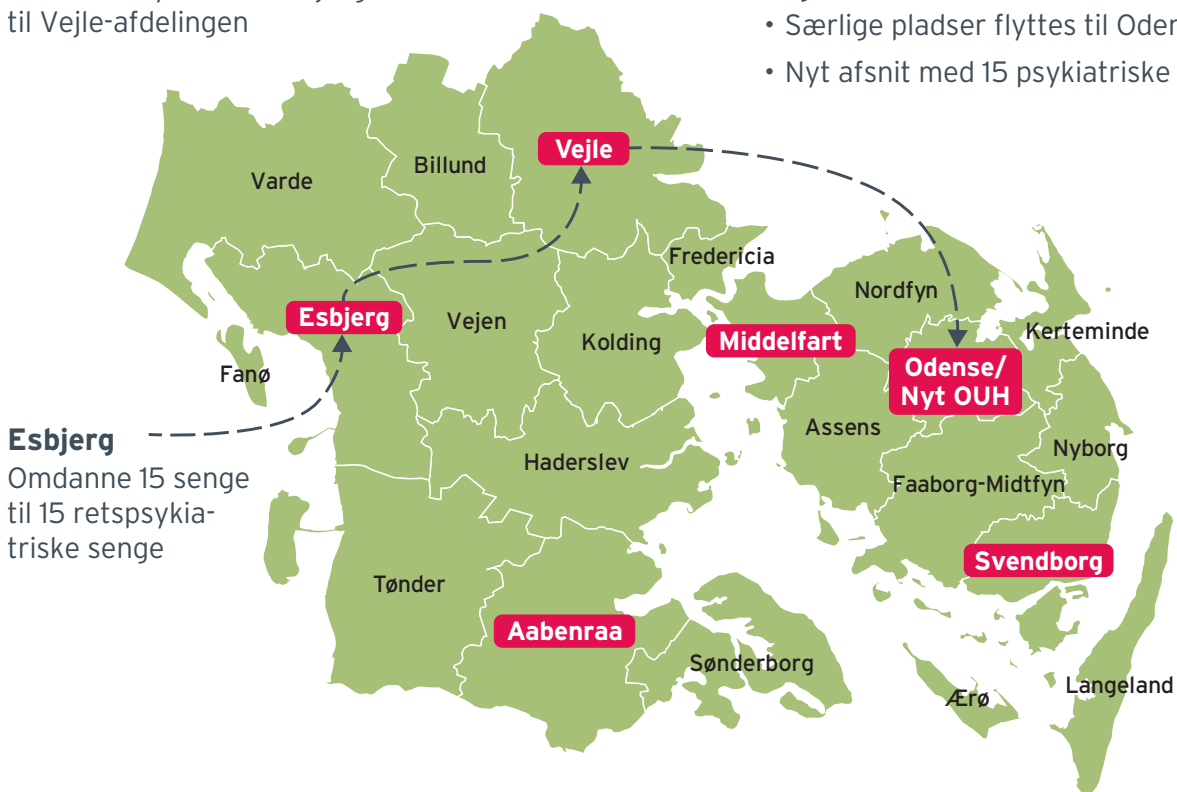 til Vejle-afdelingen
• Særlige pladser flyttes til
• Nyt afsnit med 15 psykiatriske
Vejle
Billund
Varde
Fredericia
Nordfyn
Esbjerg
Vejen
Kolding
Middelfart
Kerteminde
Fanø
Odense/
Nyt OUH
Assens
Esbjerg
Omdanne 15 senge
til 15 retspsykia-
triske senge
Haderslev
Nyborg
Faaborg-Midtfyn
Svendborg
Tønder
Aabenraa
Sønderborg
Ærø
Langeland